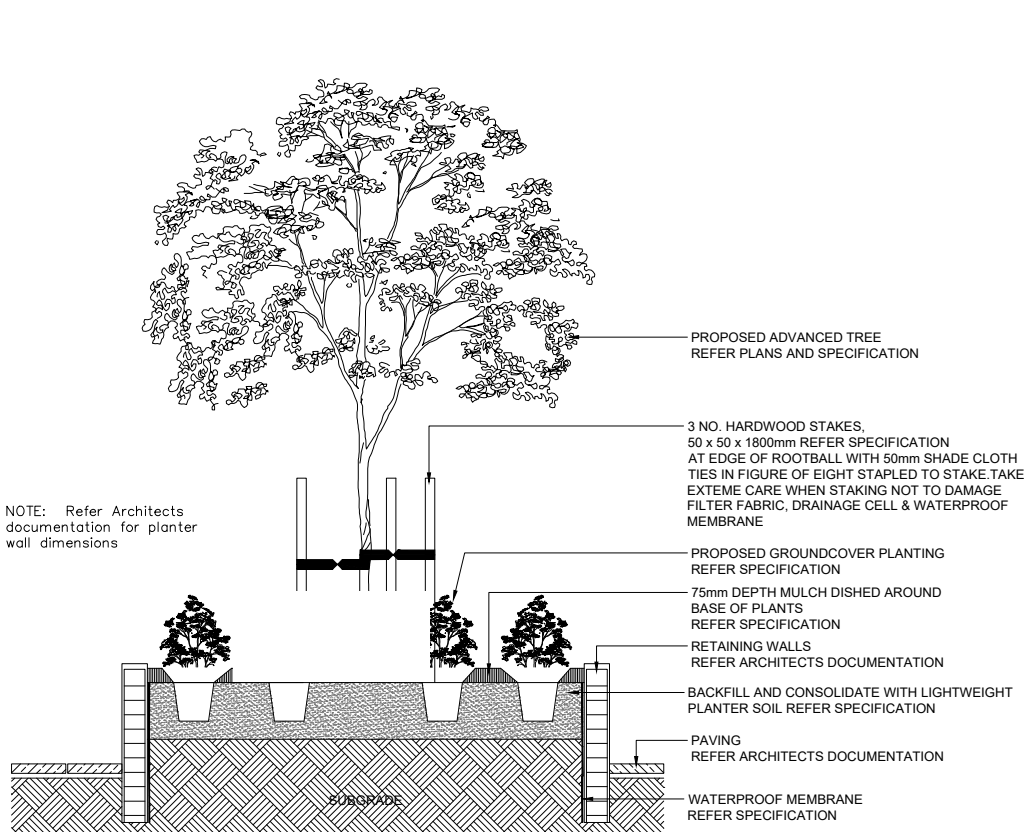 PROPOSED ADVANCED TREE
REFER PLANS AND SPECIFICATION
3 NO. HARDWOOD STAKES,
50 x 50 x 1800mm REFER SPECIFICATION
AT EDGE OF ROOTBALL WITH 50mm SHADE CLOTH
TIES IN FIGURE OF EIGHT STAPLED TO STAKE.TAKE
EXTEME CARE WHEN STAKING NOT TO DAMAGE
FILTER FABRIC, DRAINAGE CELL & WATERPROOF
MEMBRANE
NOTE: Refer Architects
documentation for planter
wall dimensions
PROPOSED GROUNDCOVER PLANTING
REFER SPECIFICATION
75mm DEPTH MULCH DISHED AROUND
BASE OF PLANTS
REFER SPECIFICATION
RETAINING WALLS
REFER ARCHITECTS DOCUMENTATION
BACKFILL AND CONSOLIDATE WITH LIGHTWEIGHT
PLANTER SOIL REFER SPECIFICATION
PAVING
REFER ARCHITECTS DOCUMENTATION
SUBGRADE
WATERPROOF MEMBRANE
REFER SPECIFICATION